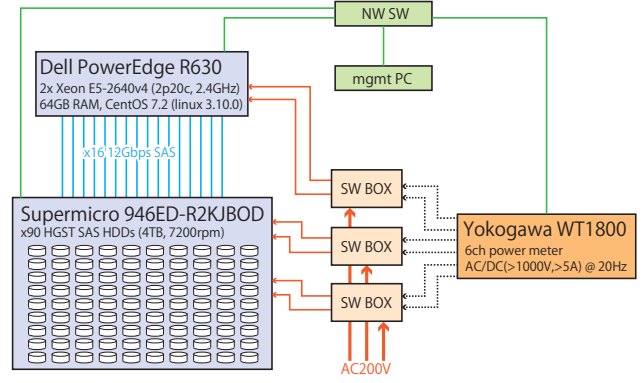 NW SW
Dell PowerEdge R630
2x Xeon E5-2640v4 (2p20c, 2.4GHz)
64GB RAM, CentOS 7.2 (linux 3.10.0)
mgmt PC
x16 12Gbps SAS
SW BOX
Supermicro 946ED-R2KJBOD
x90 HGST SAS HDDs (4TB, 7200rpm)
SW BOX
Yokogawa WT1800
6ch power meter
AC/DC(>1000V,>5A) @ 20Hz
SW BOX
AC200V